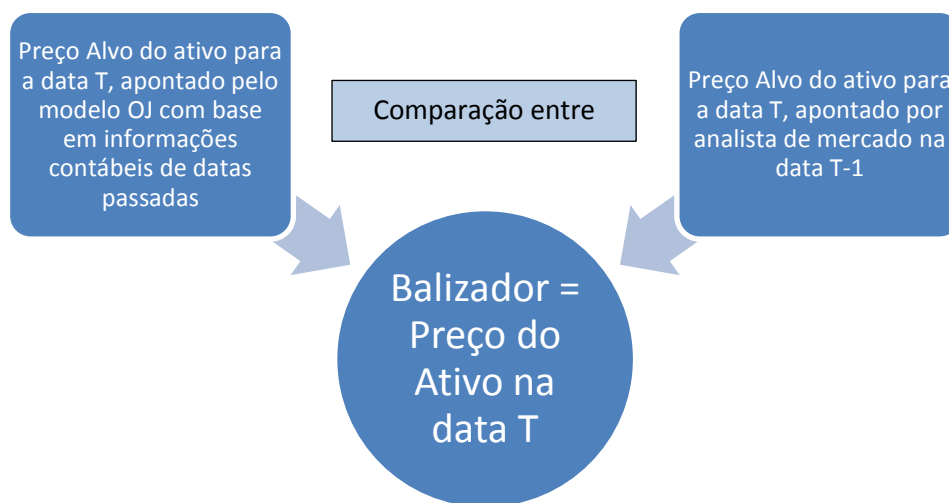 Preço Alvo do ativo para
a data T, apontado pelo
modelo OJ com base
em informações
contábeis de datas
passadas
Comparação entre
Preço Alvo do ativo para
a data T, apontado por
analista de mercado na
data T-1
Balizador =
Preço do
Ativo na
data T